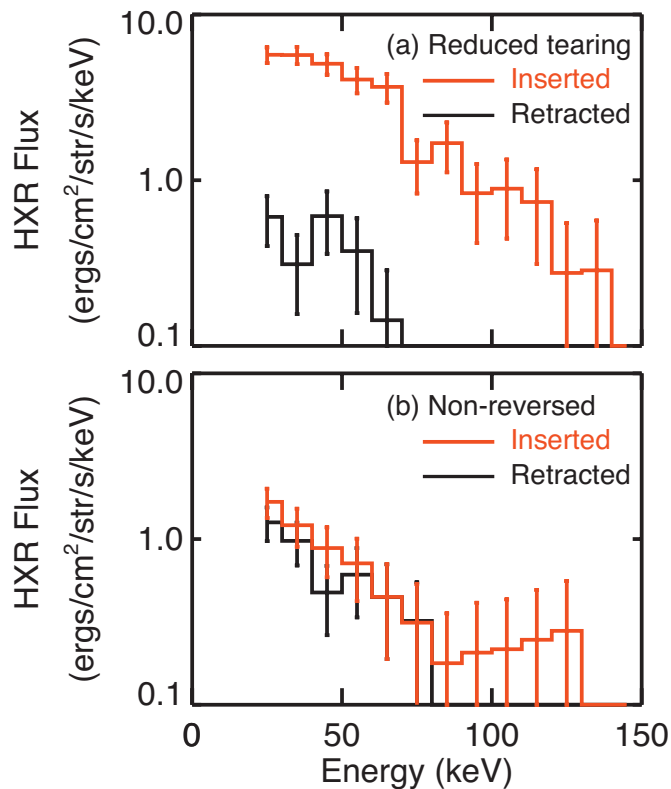 10.0
(a) Reduced tearing
Inserted
Retracted
1.0
0.1
HXR Flux
(ergs/cm²/str/s/keV)
10.0
(b) Non-reversed
Inserted
Retracted
1.0
0.1
HXR Flux
(ergs/cm²/str/s/keV)
0 50 100 150
Energy (keV)